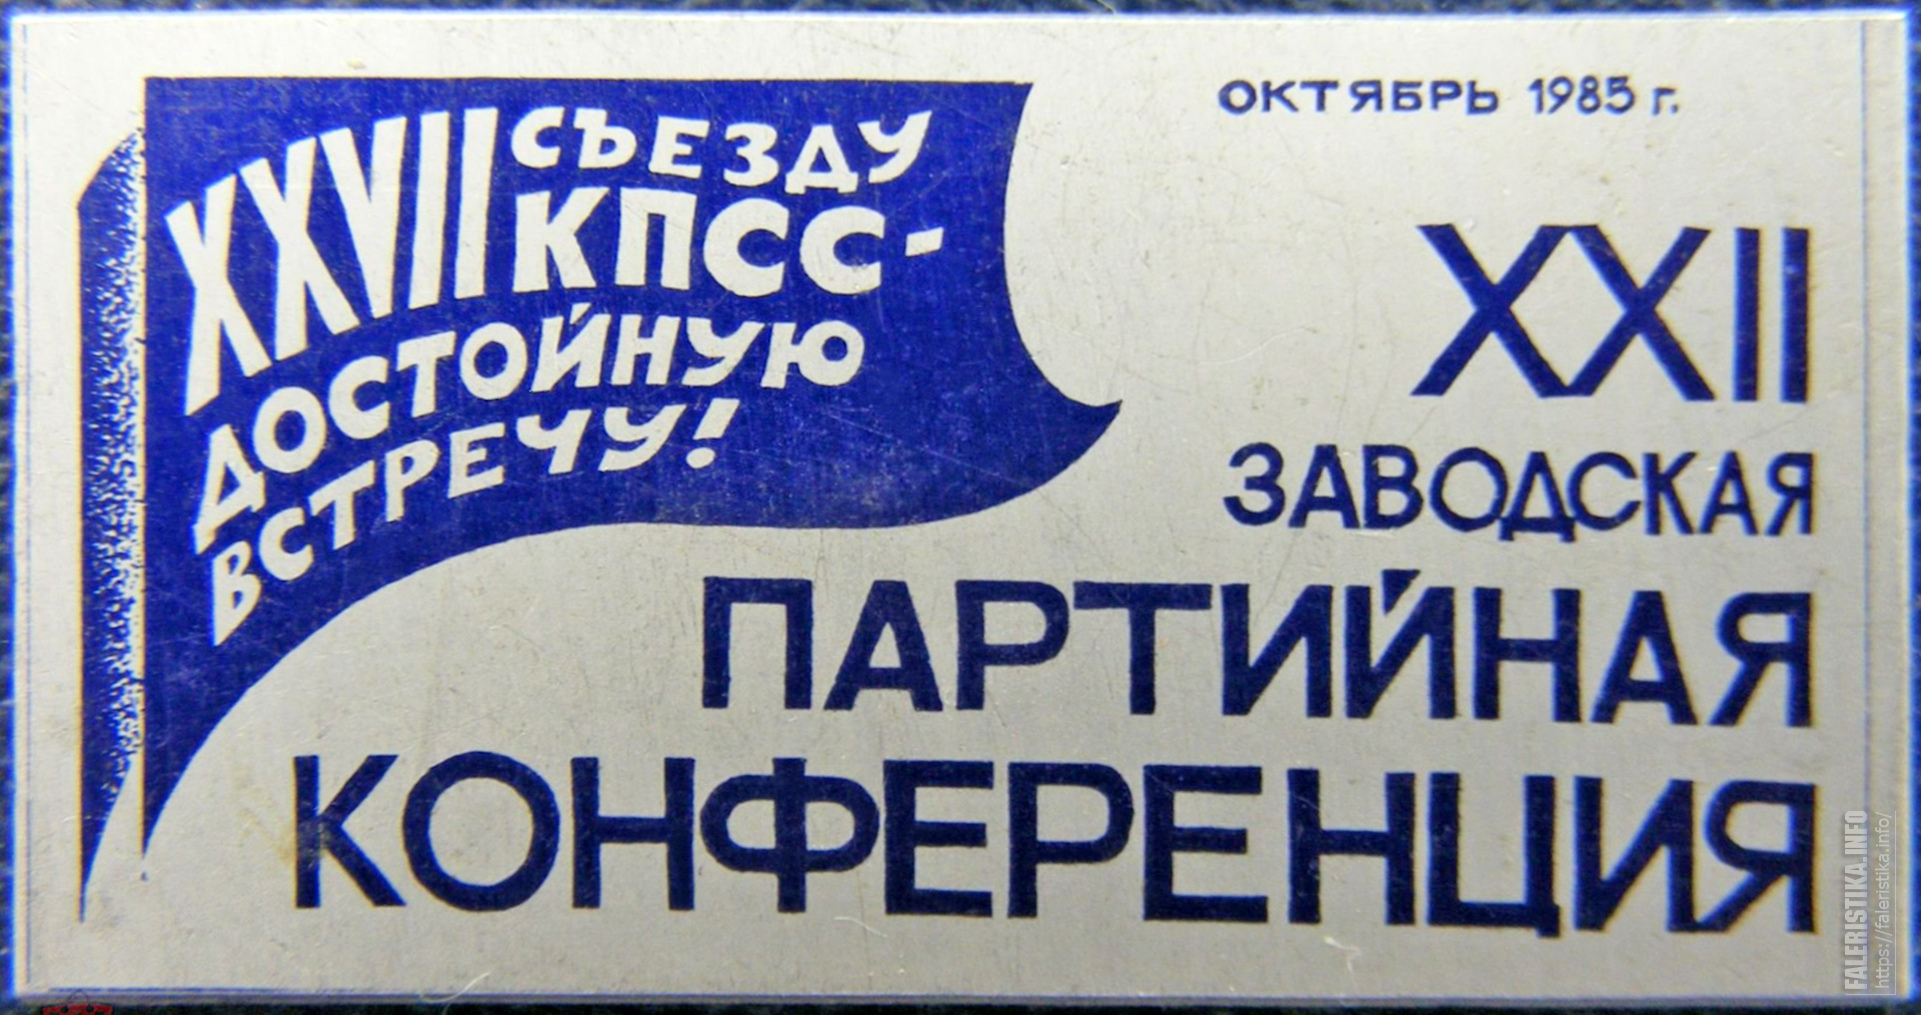 ОКТЯБРЬ 1985 г.
XXVII СЪЕЗДУ
КПСС-
ДОСТОЙНУЮ
ВСТРЕЧУ!
XXII
ЗАВОДСКАЯ
ПАРТИЙНАЯ
КОНФЕРЕНЦИЯ
FALERISTIKA.INFO
https://faleristika.info/